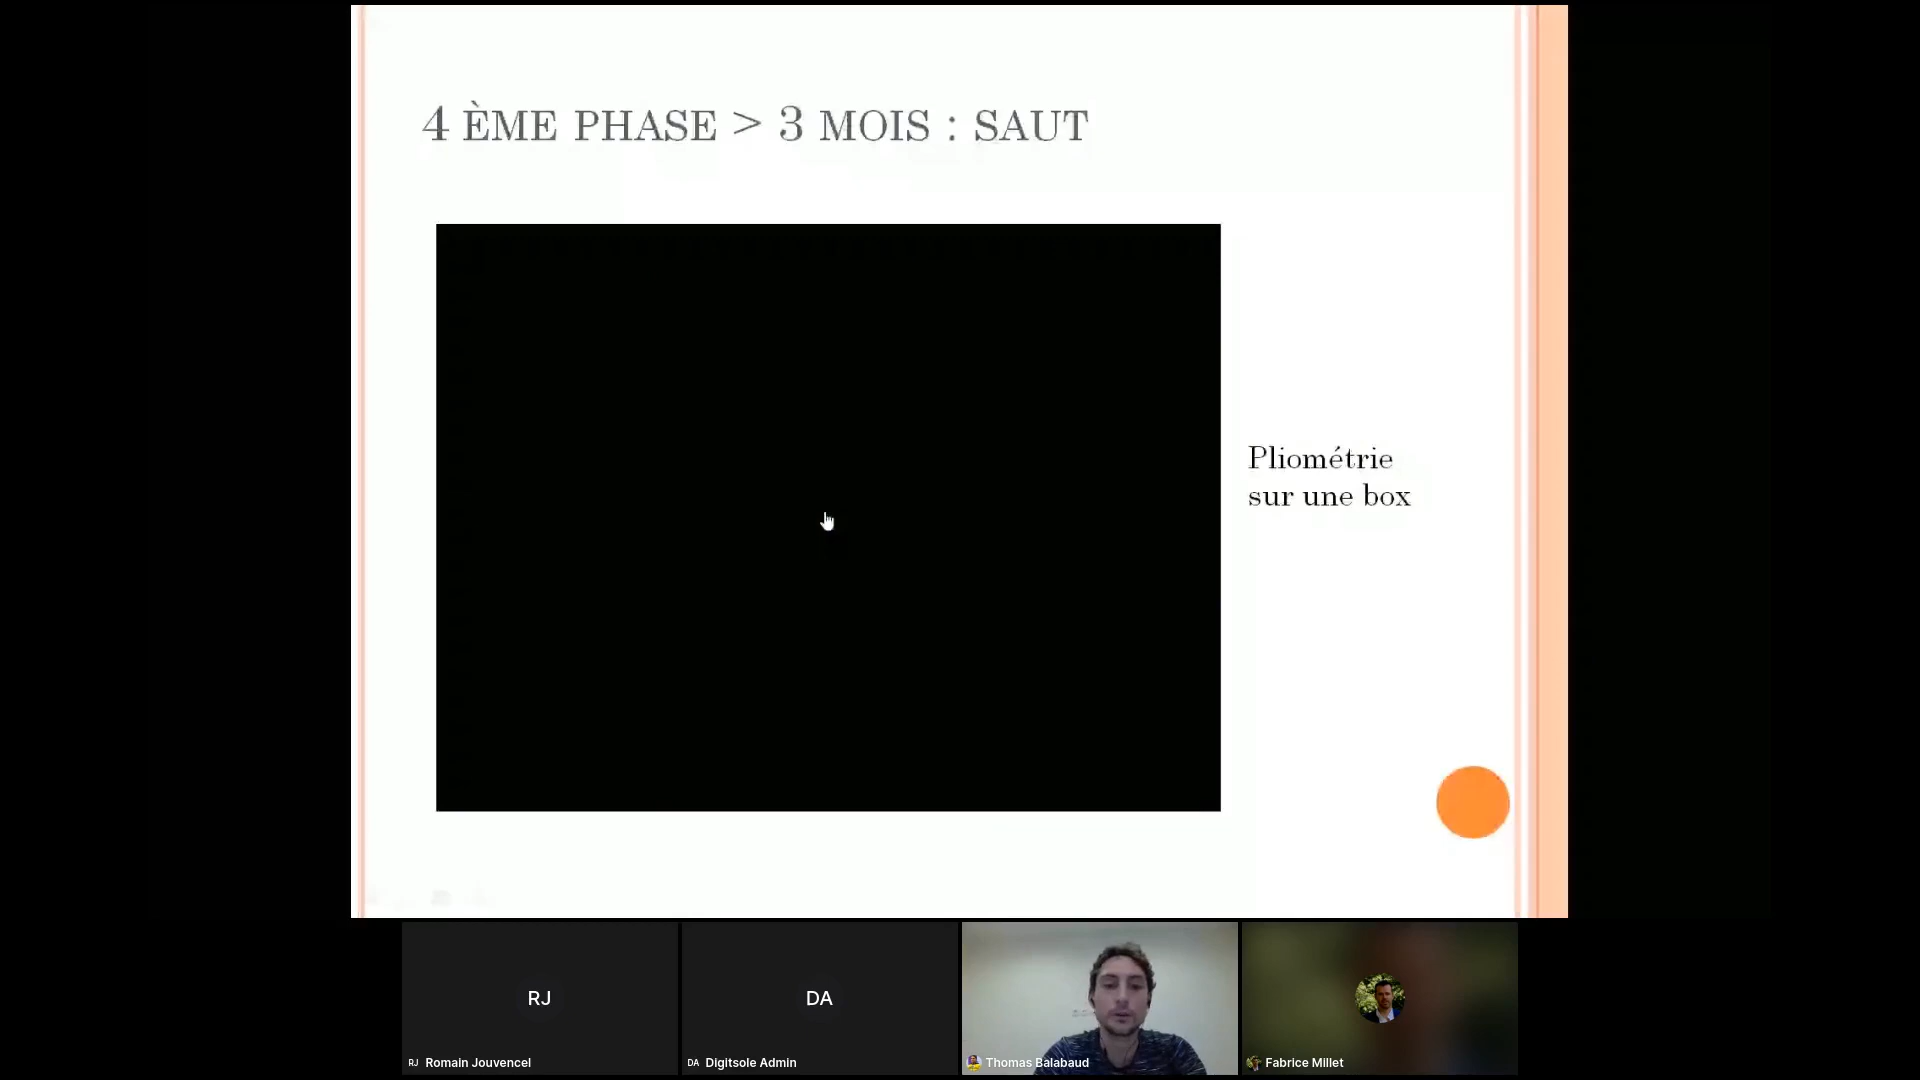 4 ÈME PHASE > 3 MOIS : SAUT
Pliométrie
sur une box
RJ
DA
RJ Romain Jouvencel
DA Digitsole Admin
Thomas Balabaud
Fabrice Millet